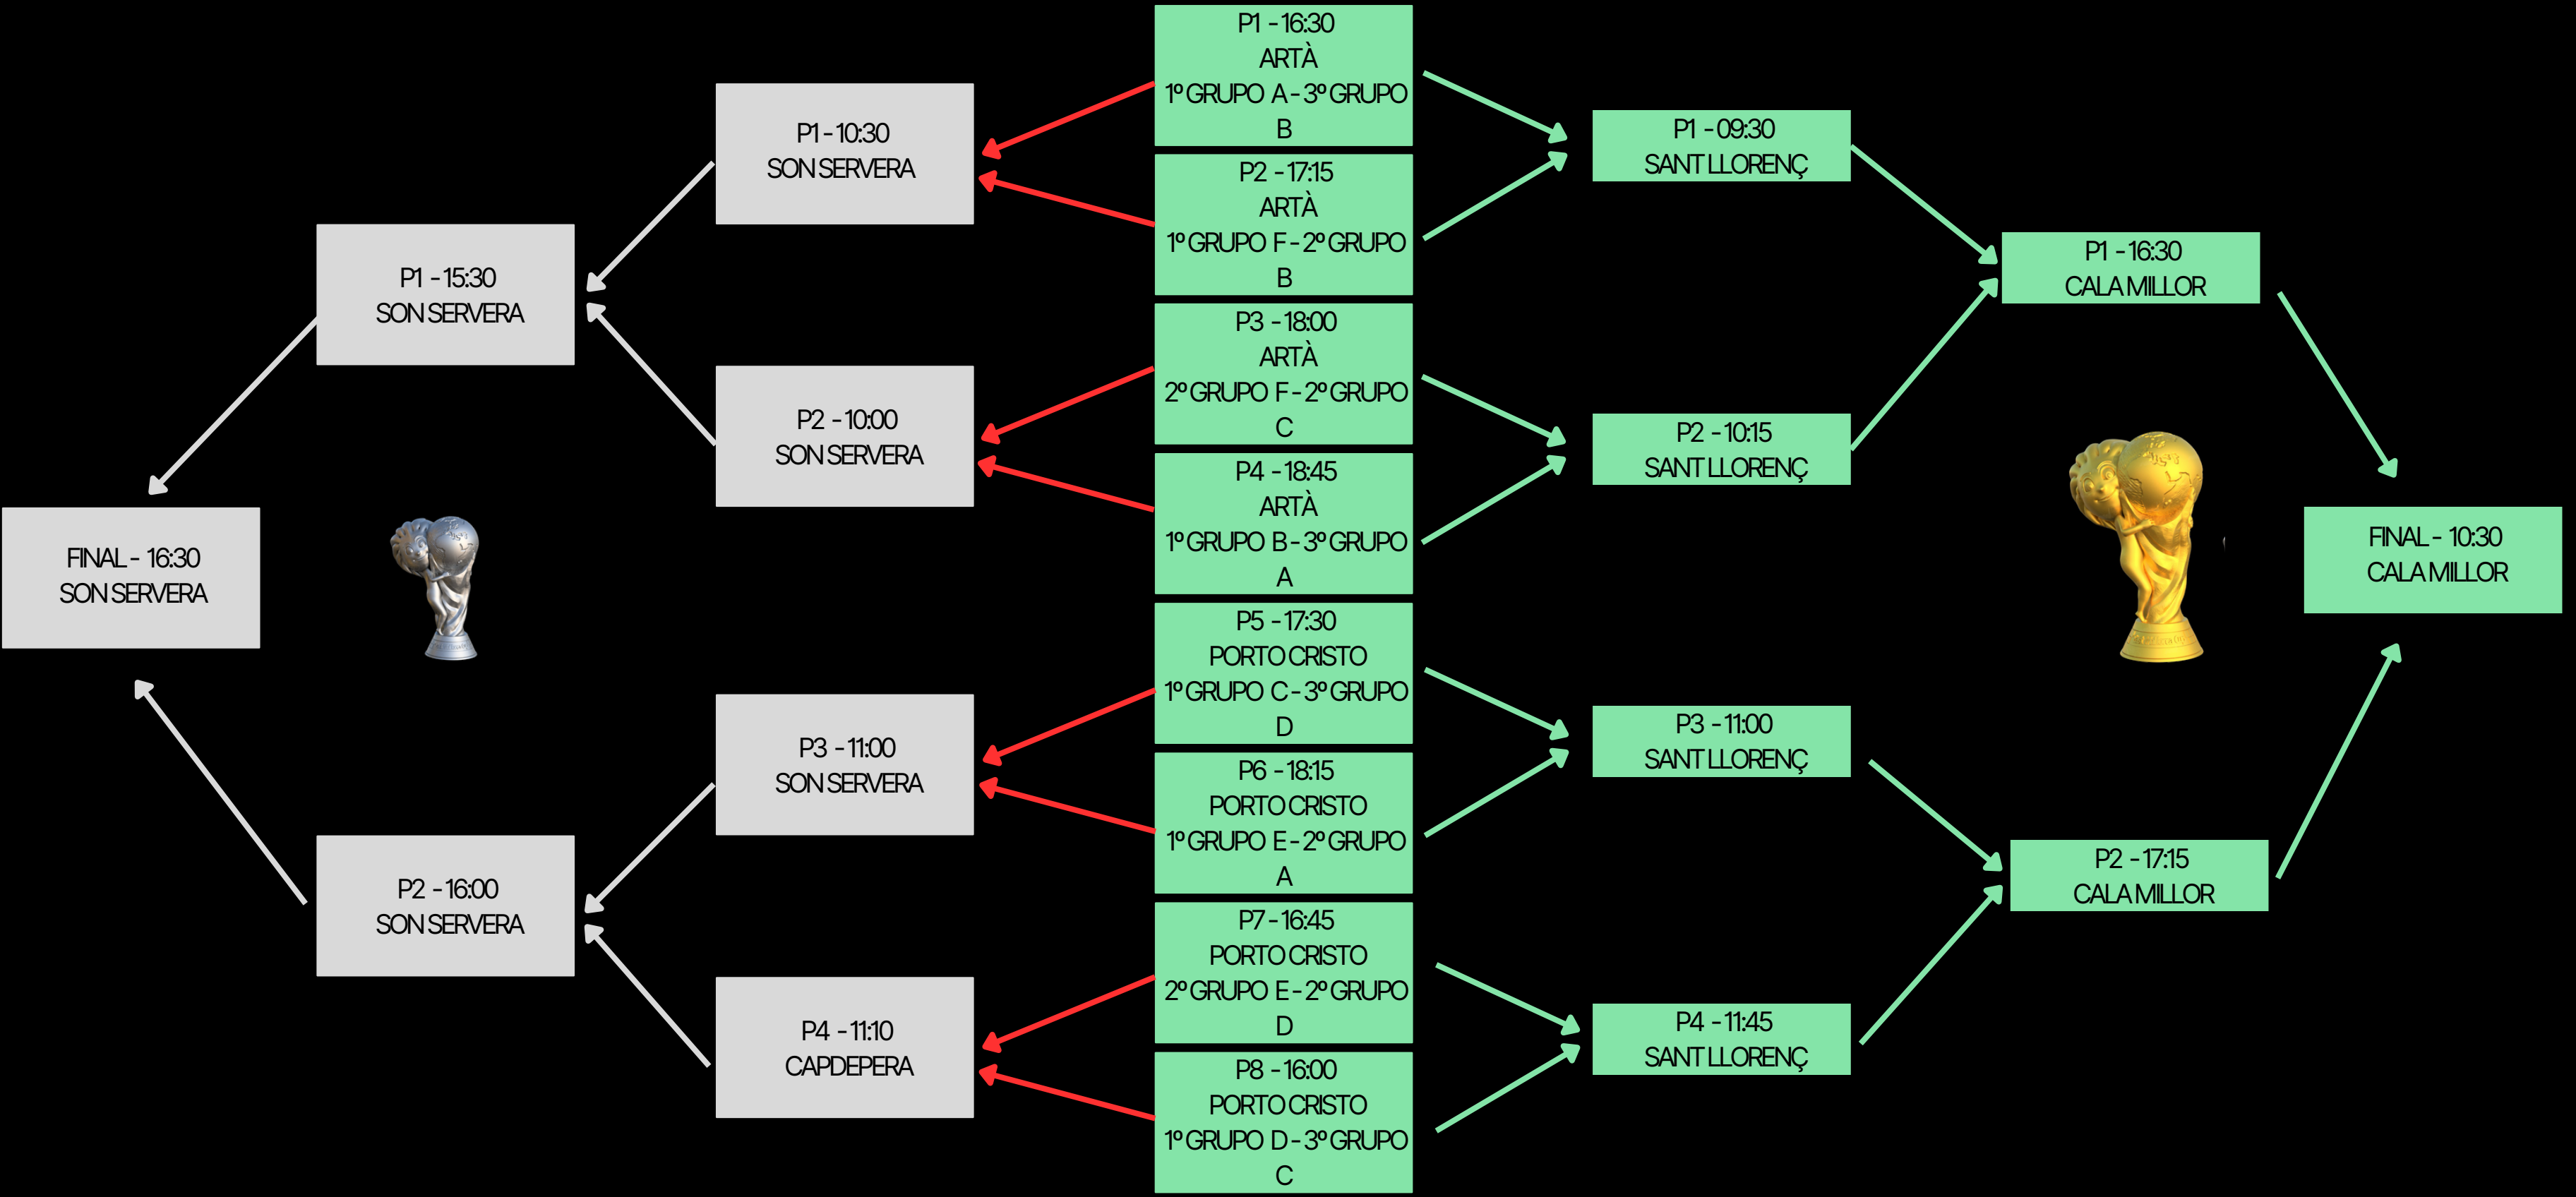 P1 - 16:30
ARTÀ
1º GRUPO A - 3º GRUPO
B
P2 - 17:15
ARTÀ
1º GRUPO F - 2º GRUPO
B
P3 - 18:00
ARTÀ
2º GRUPO F - 2º GRUPO
C
P4 - 18:45
ARTÀ
1º GRUPO B - 3º GRUPO
A
P5 - 17:30
PORTO CRISTO
1º GRUPO C - 3º GRUPO
D
P6 - 18:15
PORTO CRISTO
1º GRUPO E - 2º GRUPO
A
P7 - 16:45
PORTO CRISTO
2º GRUPO E - 2º GRUPO
D
P8 - 16:00
PORTO CRISTO
1º GRUPO D - 3º GRUPO
C
P1 - 10:30
SON SERVERA
P2 - 10:00
SON SERVERA
P3 - 11:00
SON SERVERA
P4 - 11:10
CAPDEPERA
P1 - 15:30
SON SERVERA
P2 - 16:00
SON SERVERA
FINAL - 16:30
SON SERVERA
P1 - 09:30
SANT LLORENÇ
P2 - 10:15
SANT LLORENÇ
P3 - 11:00
SANT LLORENÇ
P4 - 11:45
SANT LLORENÇ
P1 - 16:30
CALA MILLOR
P2 - 17:15
CALA MILLOR
FINAL - 10:30
CALA MILLOR